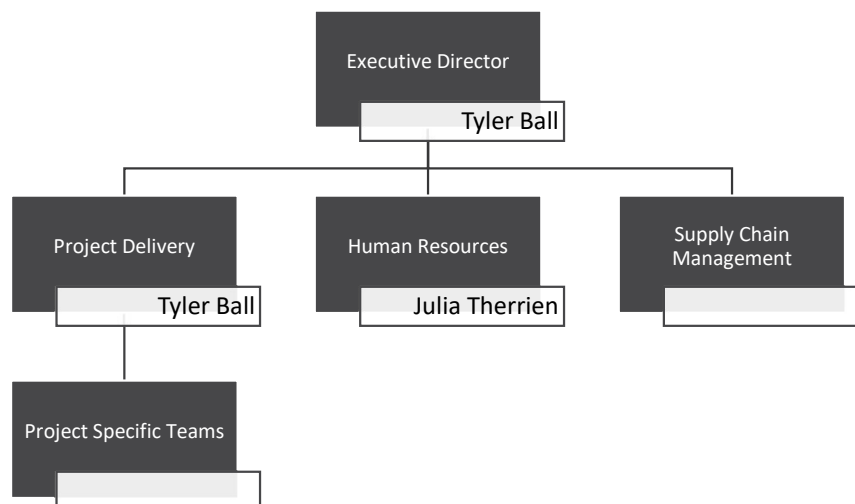 Executive Director
Tyler Ball
Project Delivery
Tyler Ball
Human Resources
Julia Therrien
Supply Chain
Management
Project Specific Teams